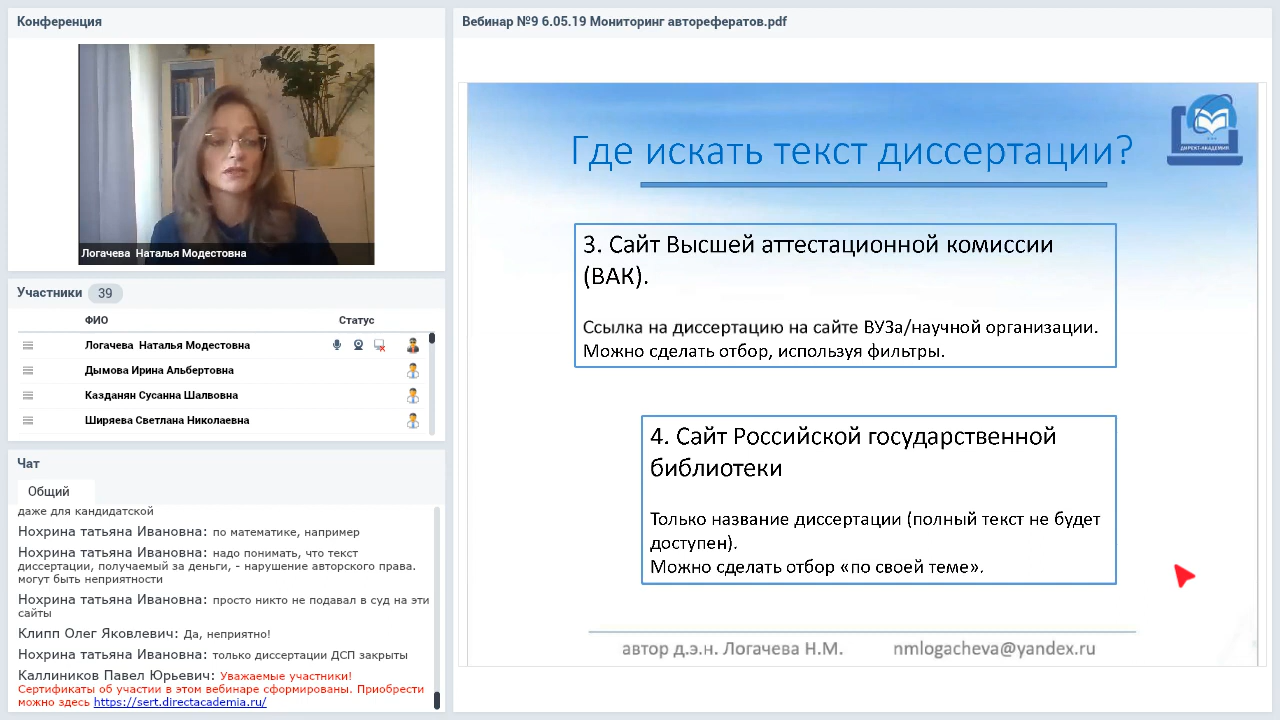 Конференция
Логачева  Наталья Модестовна
Участники 39
ФИО Статус
Логачева  Наталья Модестовна
Дымова Ирина Альбертовна
Казданян Сусанна Шалвовна
Ширяева Светлана Николаевна
Чат
Общий
даже для кандидатской
Нохрина татьяна Ивановна: по математике, например
Нохрина татьяна Ивановна: надо понимать, что текст
диссертации, получаемый за деньги, - нарушение авторского права.
могут быть неприятности
Нохрина татьяна Ивановна: просто никто не подавал в суд на эти
сайты
Клипп Олег Яковлевич: Да, неприятно!
Нохрина татьяна Ивановна: только диссертации ДСП закрыты
Каллиников Павел Юрьевич: Уважаемые участники!
Сертификаты об участии в этом вебинаре сформированы. Приобрести
можно здесь https://sert.directacademia.ru/
Вебинар №9 6.05.19 Мониторинг авторефератов.pdf
ДИРЕКТ-АКАДЕМИЯ
Где искать текст диссертации?
3. Сайт Высшей аттестационной комиссии
(ВАК).
Ссылка на диссертацию на сайте ВУЗа/научной организации.
Можно сделать отбор, используя фильтры.
4. Сайт Российской государственной
библиотеки
Только название диссертации (полный текст не будет
доступен).
Можно сделать отбор «по своей теме».
автор д.э.н. Логачева Н.М. nmlogacheva@yandex.ru